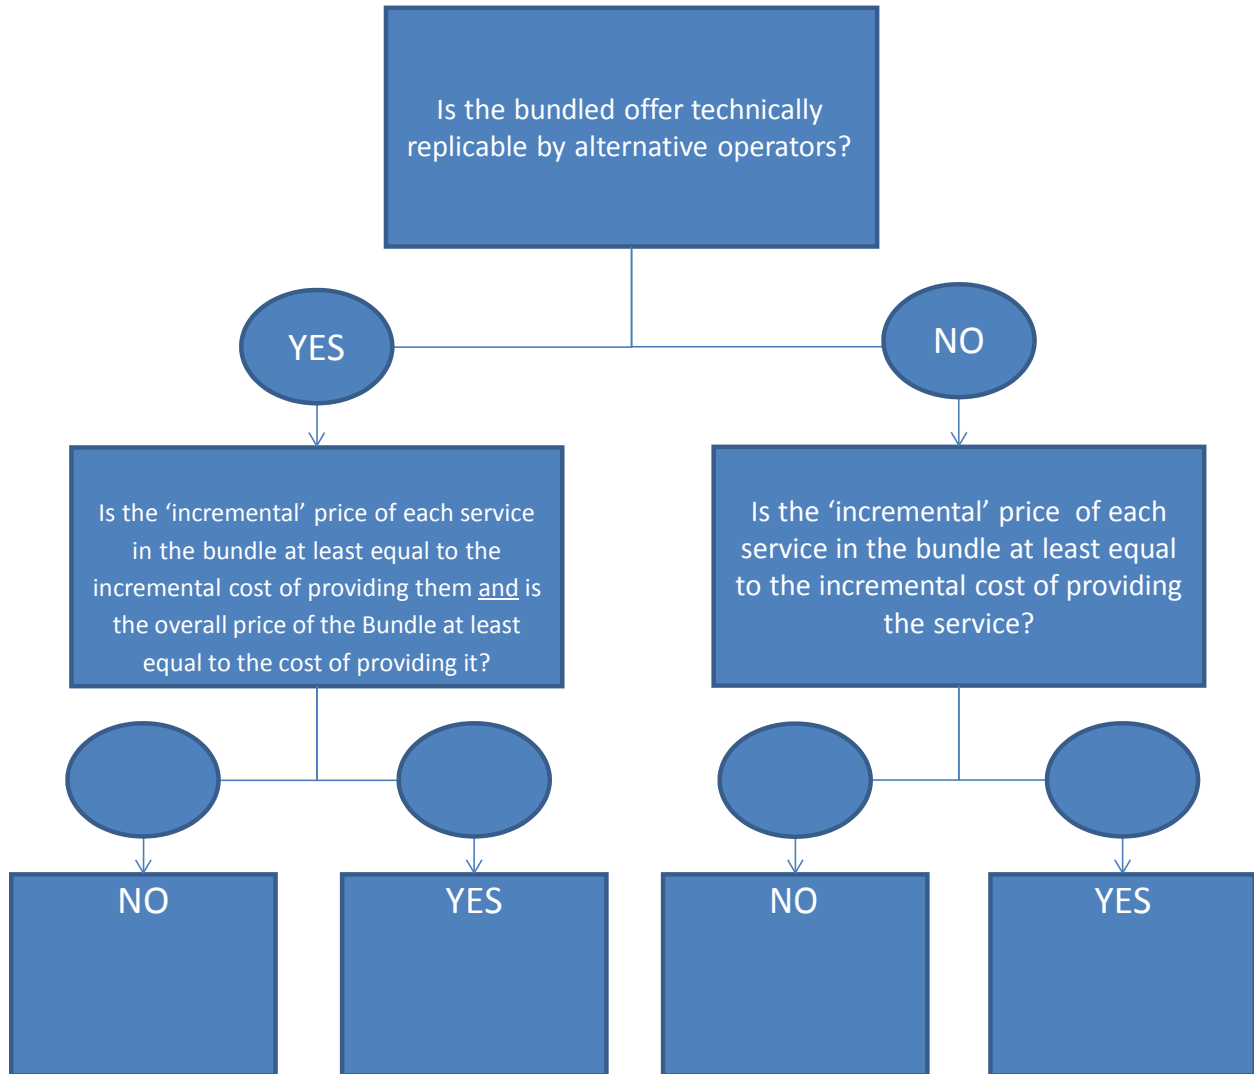 Is the bundled offer technically
replicable by alternative operators?
YES
NO
Is the ‘incremental’ price of each service
in the bundle at least equal to the
incremental cost of providing them and is
the overall price of the Bundle at least
equal to the cost of providing it?
Is the ‘incremental’ price of each
service in the bundle at least equal
to the incremental cost of providing
the service?
NO
YES
NO
YES